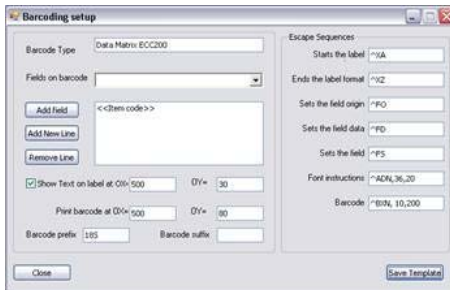 Barcoding setup
Barcode Type
Data Matrix ECC200
Fields on barcode
Add field
Add New Line
Remove Line
<<Item code>>
Show Text on label at OX= 500 OY= 30
Print barcode at OX= 500 OY= 80
Barcode prefix 18S Barcode suffix
Close
Escape Sequences
Starts the label ^XA
Ends the label format ^XZ
Sets the field origin ^FO
Sets the field data ^FD
Sets the field ^FS
Font instructions ^ADN,36,20
Barcode ^BXN, 10,200
Save Template